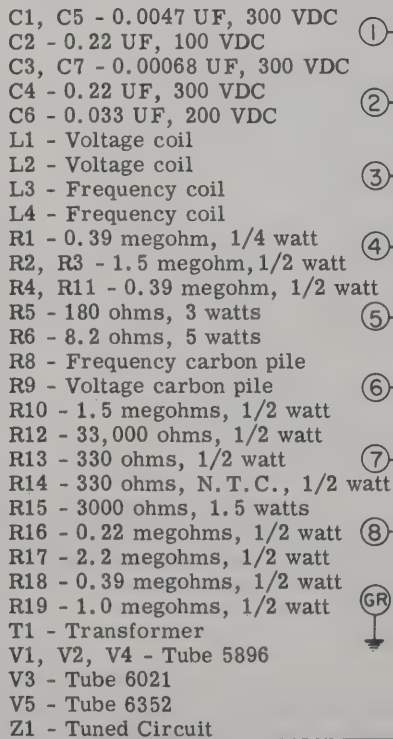 C1, C5 - 0.0047 UF, 300 VDC
C2 - 0.22 UF, 100 VDC
C3, C7 - 0.00068 UF, 300 VDC
C4 - 0.22 UF, 300 VDC
C6 - 0.033 UF, 200 VDC
L1 - Voltage coil
L2 - Voltage coil
L3 - Frequency coil
L4 - Frequency coil
R1 - 0.39 megohm, 1/4 watt
R2, R3 - 1.5 megohm, 1/2 watt
R4, R11 - 0.39 megohm, 1/2 watt
R5 - 180 ohms, 3 watts
R6 - 8.2 ohms, 5 watts
R8 - Frequency carbon pile
R9 - Voltage carbon pile
R10 - 1.5 megohms, 1/2 watt
R12 - 33,000 ohms, 1/2 watt
R13 - 330 ohms, 1/2 watt
R14 - 330 ohms, N.T.C., 1/2 watt
R15 - 3000 ohms, 1.5 watts
R16 - 0.22 megohms, 1/2 watt
R17 - 2.2 megohms, 1/2 watt
R18 - 0.39 megohms, 1/2 watt
R19 - 1.0 megohms, 1/2 watt
T1 - Transformer
V1, V2, V4 - Tube 5896
V3 - Tube 6021
V5 - Tube 6352
Z1 - Tuned Circuit
1
2
3
4
5
6
7
8
GR